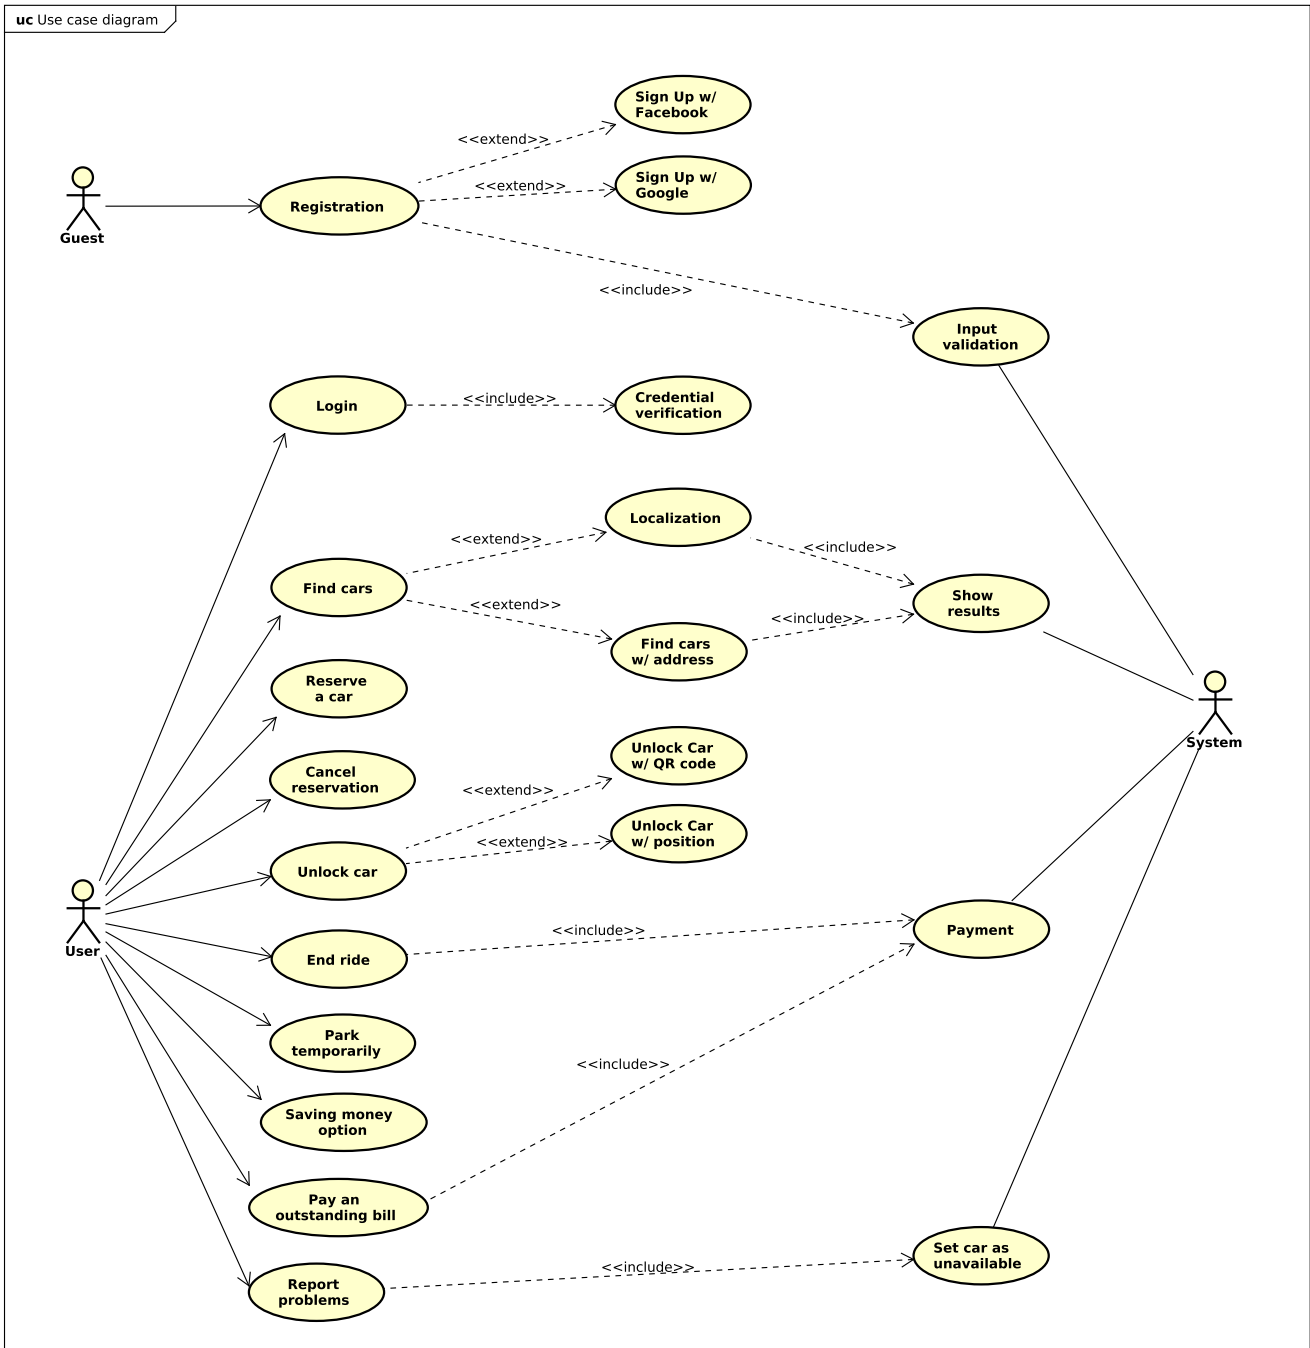 uc Use case diagram
Sign Up w/
Facebook
<<extend>>
Sign Up w/
Google
<<extend>>
Registration
Guest
<<include>>
Input
validation
Login
<<include>>
Credential
verification
Localization
<<extend>>
<<include>>
Find cars
<<extend>>
Show
results
<<include>>
Find cars
w/ address
Reserve
a car
System
Unlock Car
w/ QR code
Cancel
reservation
<<extend>>
Unlock Car
w/ position
<<extend>>
Unlock car
User
<<include>>
Payment
End ride
Park
temporarily
<<include>>
Saving money
option
Pay an
outstanding bill
Set car as
unavailable
<<include>>
Report
problems